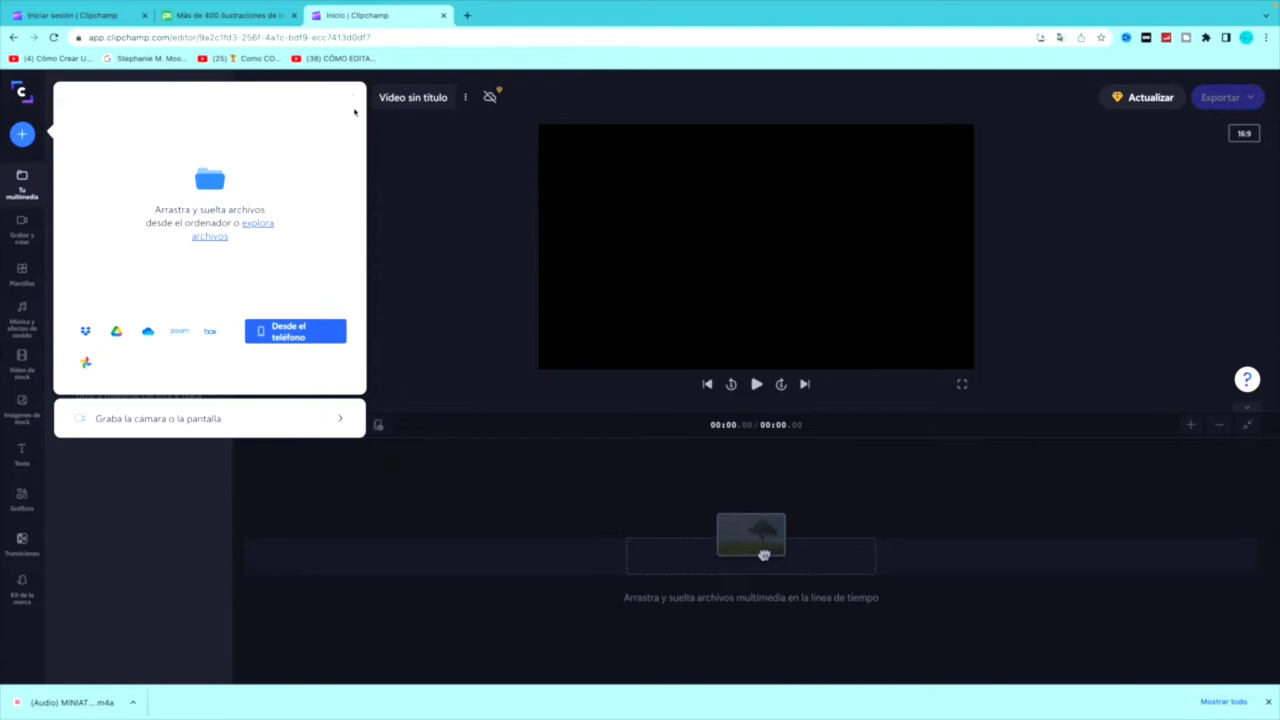 Iniciar sesión | Clipchamp
Más de 400 ilustraciones de
Inicio | Clipchamp
app.clipchamp.com/editor/9a2c1fd3-256f-4a1c-bdf9-ecc7413d0df7
(4) Cómo Crear U...
Stephanie M. Moo...
(25) Como CO...
(38) CÓMO EDITA...
Tu
multimedia
Grabar y
crear
Plantillas
Música y
efectos de
sonido
Vídeo de
stock
Imágenes de
stock
Texto
Gráficos
Transiciones
Kit de la
marca
Arrastra y suelta archivos
desde el ordenador o explora
archivos
zoom
box
Desde el
teléfono
Graba la cámara o la pantalla
Vídeo sin título
Actualizar
Exportar
16:9
?
00:00.00 / 00:00.00
Arrastra y suelta archivos multimedia en la línea de tiempo
(Audio) MINIAT....m4a
Mostrar todo